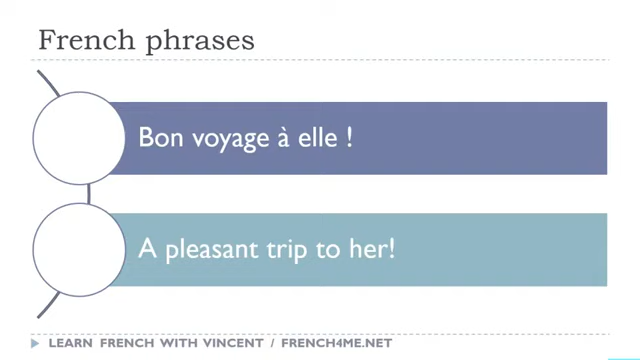 French phrases
Bon voyage à elle !
A pleasant trip to her!
LEARN FRENCH WITH VINCENT / FRENCH4ME.NET